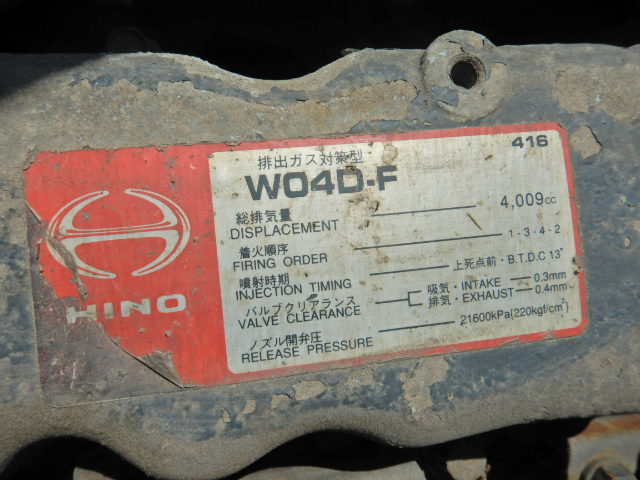 416
排出ガス対策型
W04D-F
総排気量
DISPLACEMENT 4,009cc
着火順序
FIRING ORDER 1-3-4-2
噴射時期
INJECTION TIMING 上死点前・B.T.D.C 13°
バルブクリアランス
VALVE CLEARANCE
吸気・INTAKE 0.3mm
排気・EXHAUST 0.4mm
ノズル開弁圧
RELEASE PRESSURE 21600kPa{220kgf/cm²}
HINO